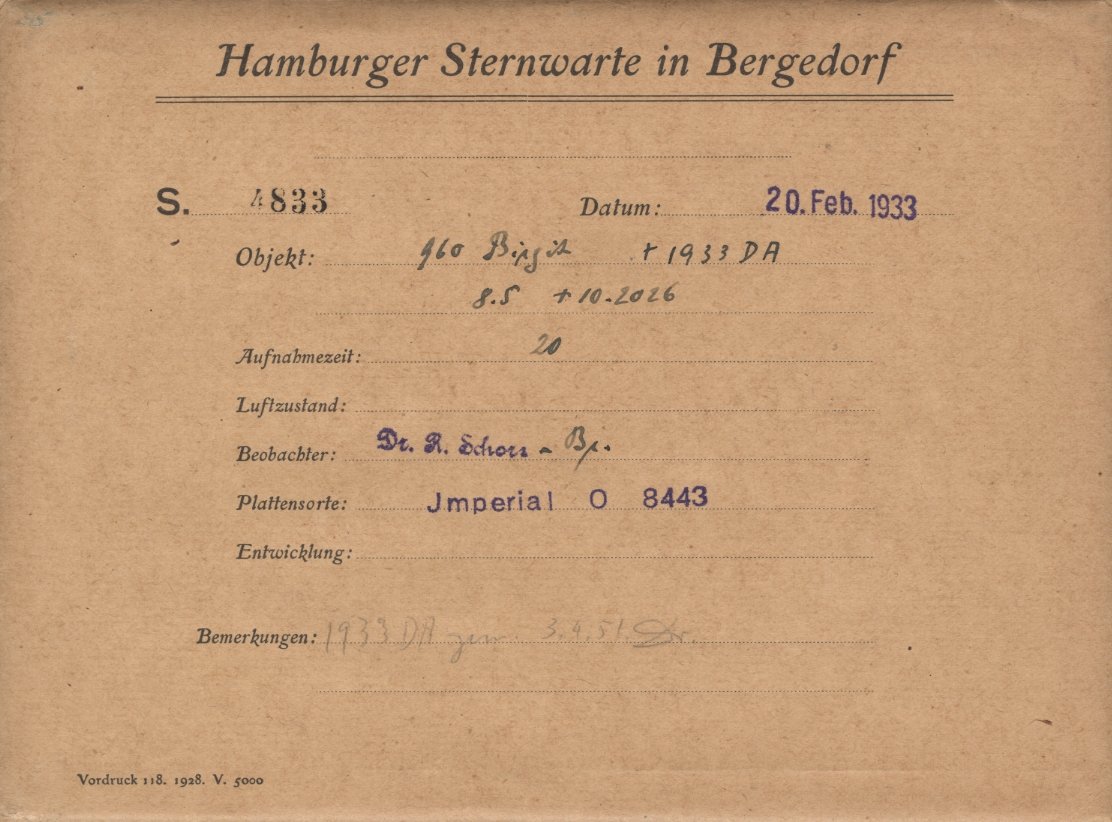 Hamburger Sternwarte in Bergedorf
S. 4833 Datum: 20. Feb. 1933
Objekt: 960 Birgit + 1933 DA
8.5 + 10.2026
Aufnahmezeit: 20
Luftzustand:
Beobachter: Dr. R. Schorr - Br.
Plattensorte: Jmperial O 8443
Entwicklung:
Bemerkungen: 1933 DA gem. 3.4.51.
Vordruck 118. 1928. V. 5000